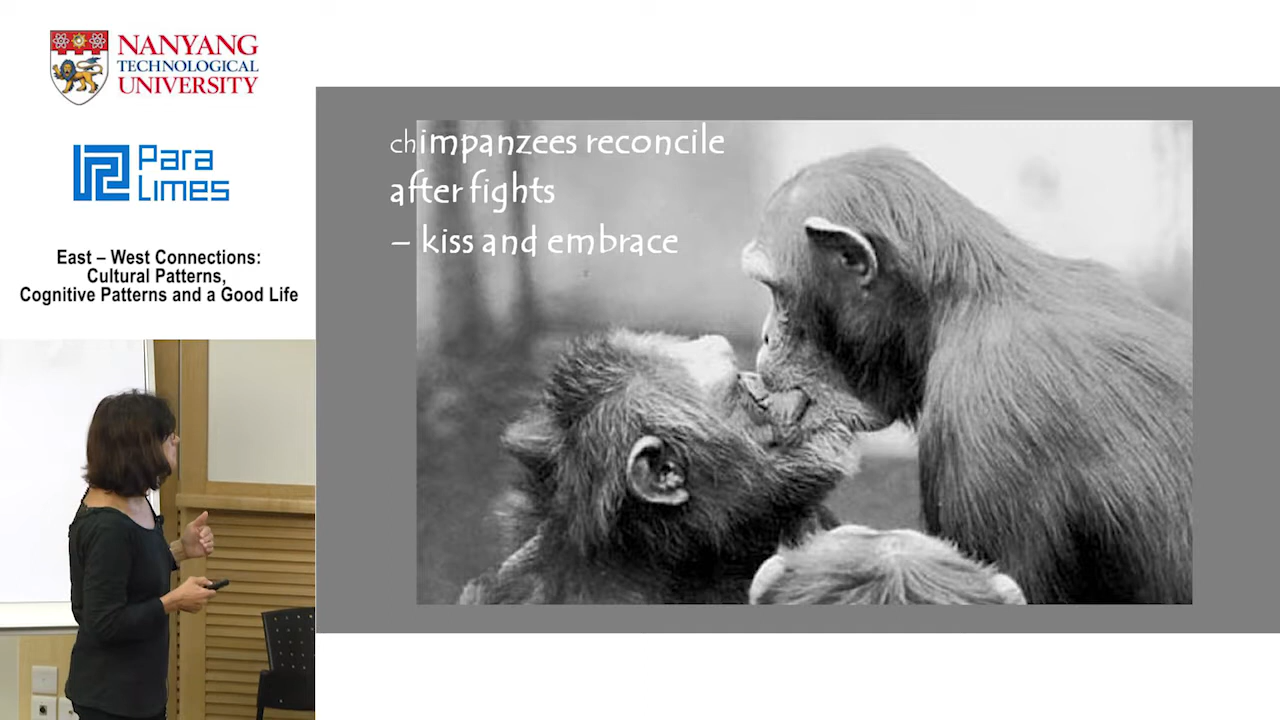 NANYANG
TECHNOLOGICAL
UNIVERSITY
Para
Limes
East – West Connections:
Cultural Patterns,
Cognitive Patterns and a Good Life
chimpanzees reconcile
after fights
– kiss and embrace